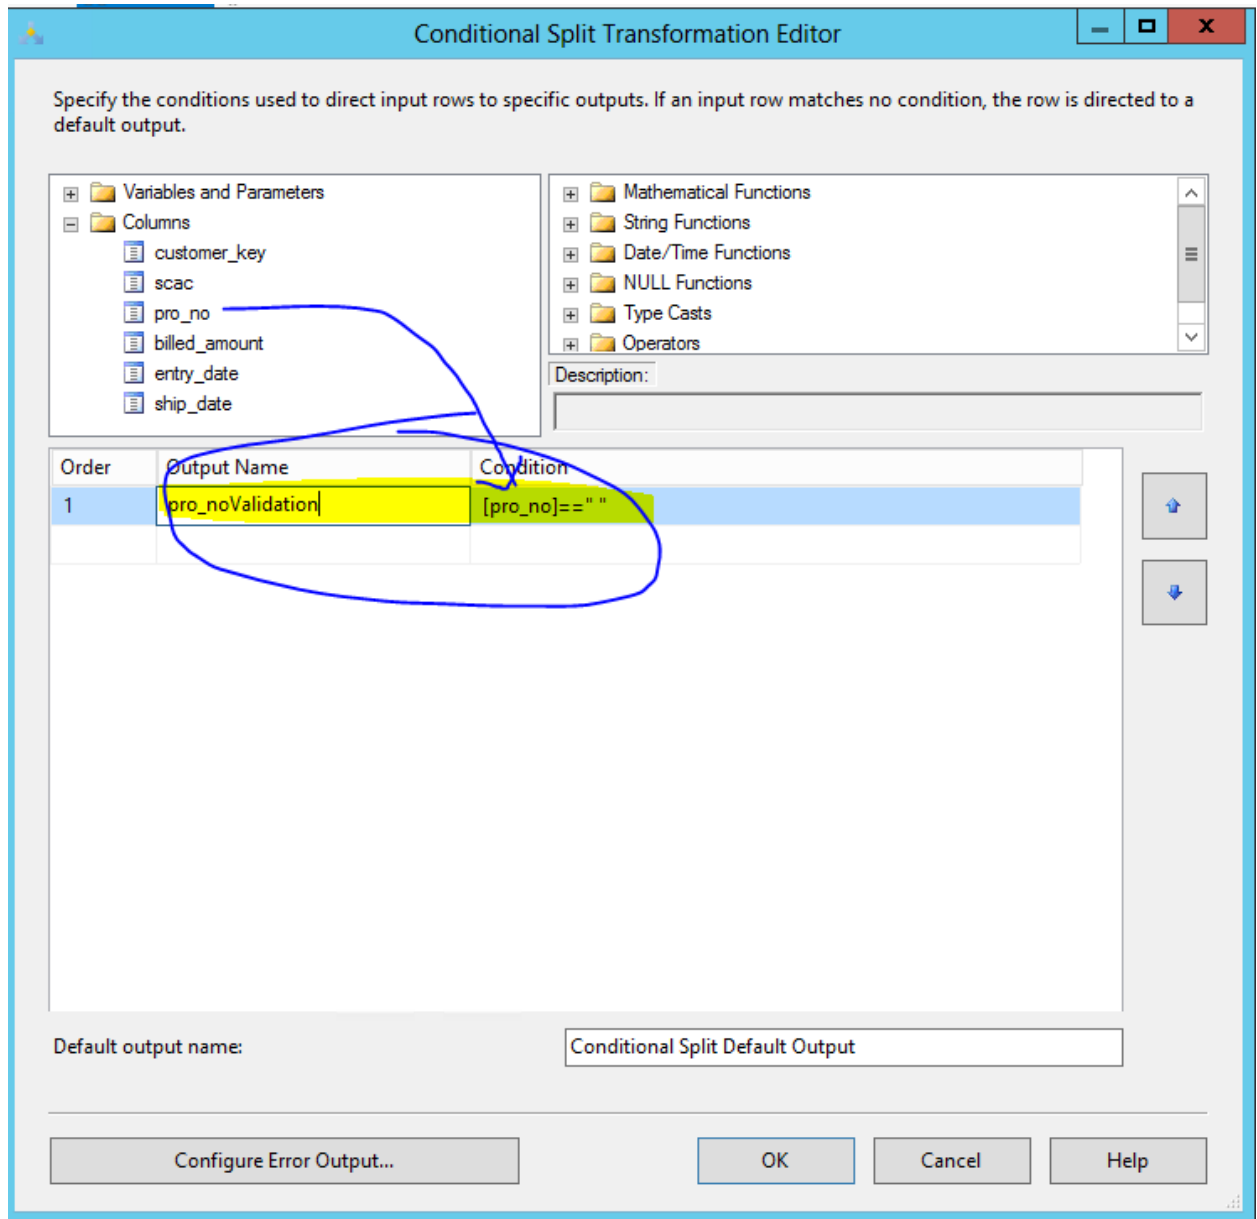 Conditional Split Transformation Editor
Specify the conditions used to direct input rows to specific outputs. If an input row matches no condition, the row is directed to a
default output.
Variables and Parameters
Columns
customer_key
scac
pro_no
billed_amount
entry_date
ship_date
Mathematical Functions
String Functions
Date/Time Functions
NULL Functions
Type Casts
Operators
Description:
Order Output Name Condition
1 pro_noValidation [pro_no]==" "
Default output name: Conditional Split Default Output
Configure Error Output... OK Cancel Help